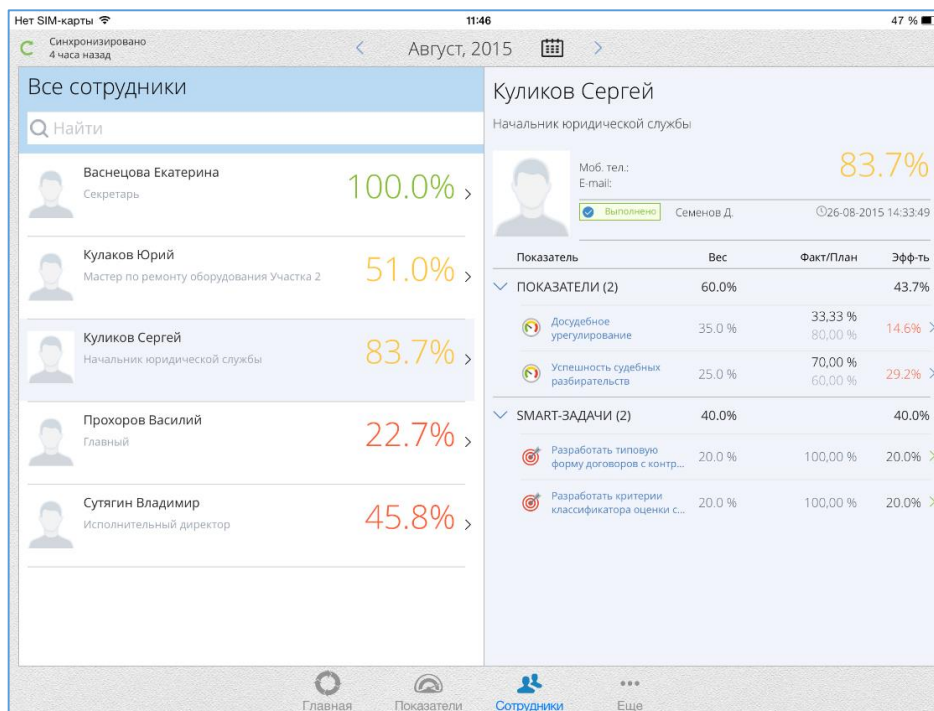 Нет SIM-карты 11:46 47 %
Синхронизировано
4 часа назад
Август, 2015
Все сотрудники
Найти
Васнецова Екатерина
Секретарь
100.0%
Кулаков Юрий
Мастер по ремонту оборудования Участка 2
51.0%
Куликов Сергей
Начальник юридической службы
83.7%
Прохоров Василий
Главный
22.7%
Сутягин Владимир
Исполнительный директор
45.8%
Куликов Сергей
Начальник юридической службы
Моб. тел.:
E-mail:
83.7%
Выполнено Семенов Д. 26-08-2015 14:33:49
Показатель Вес Факт/План Эфф-ть
ПОКАЗАТЕЛИ (2) 60.0% 43.7%
Досудебное
урегулирование
35.0 %
33,33 %
80,00 %
14.6%
Успешность судебных
разбирательств
25.0 %
70,00 %
60,00 %
29.2%
SMART-ЗАДАЧИ (2) 40.0% 40.0%
Разработать типовую
форму договоров с контр...
20.0 % 100,00 % 20.0%
Разработать критерии
классификатора оценки с...
20.0 % 100,00 % 20.0%
Главная Показатели Сотрудники Еще